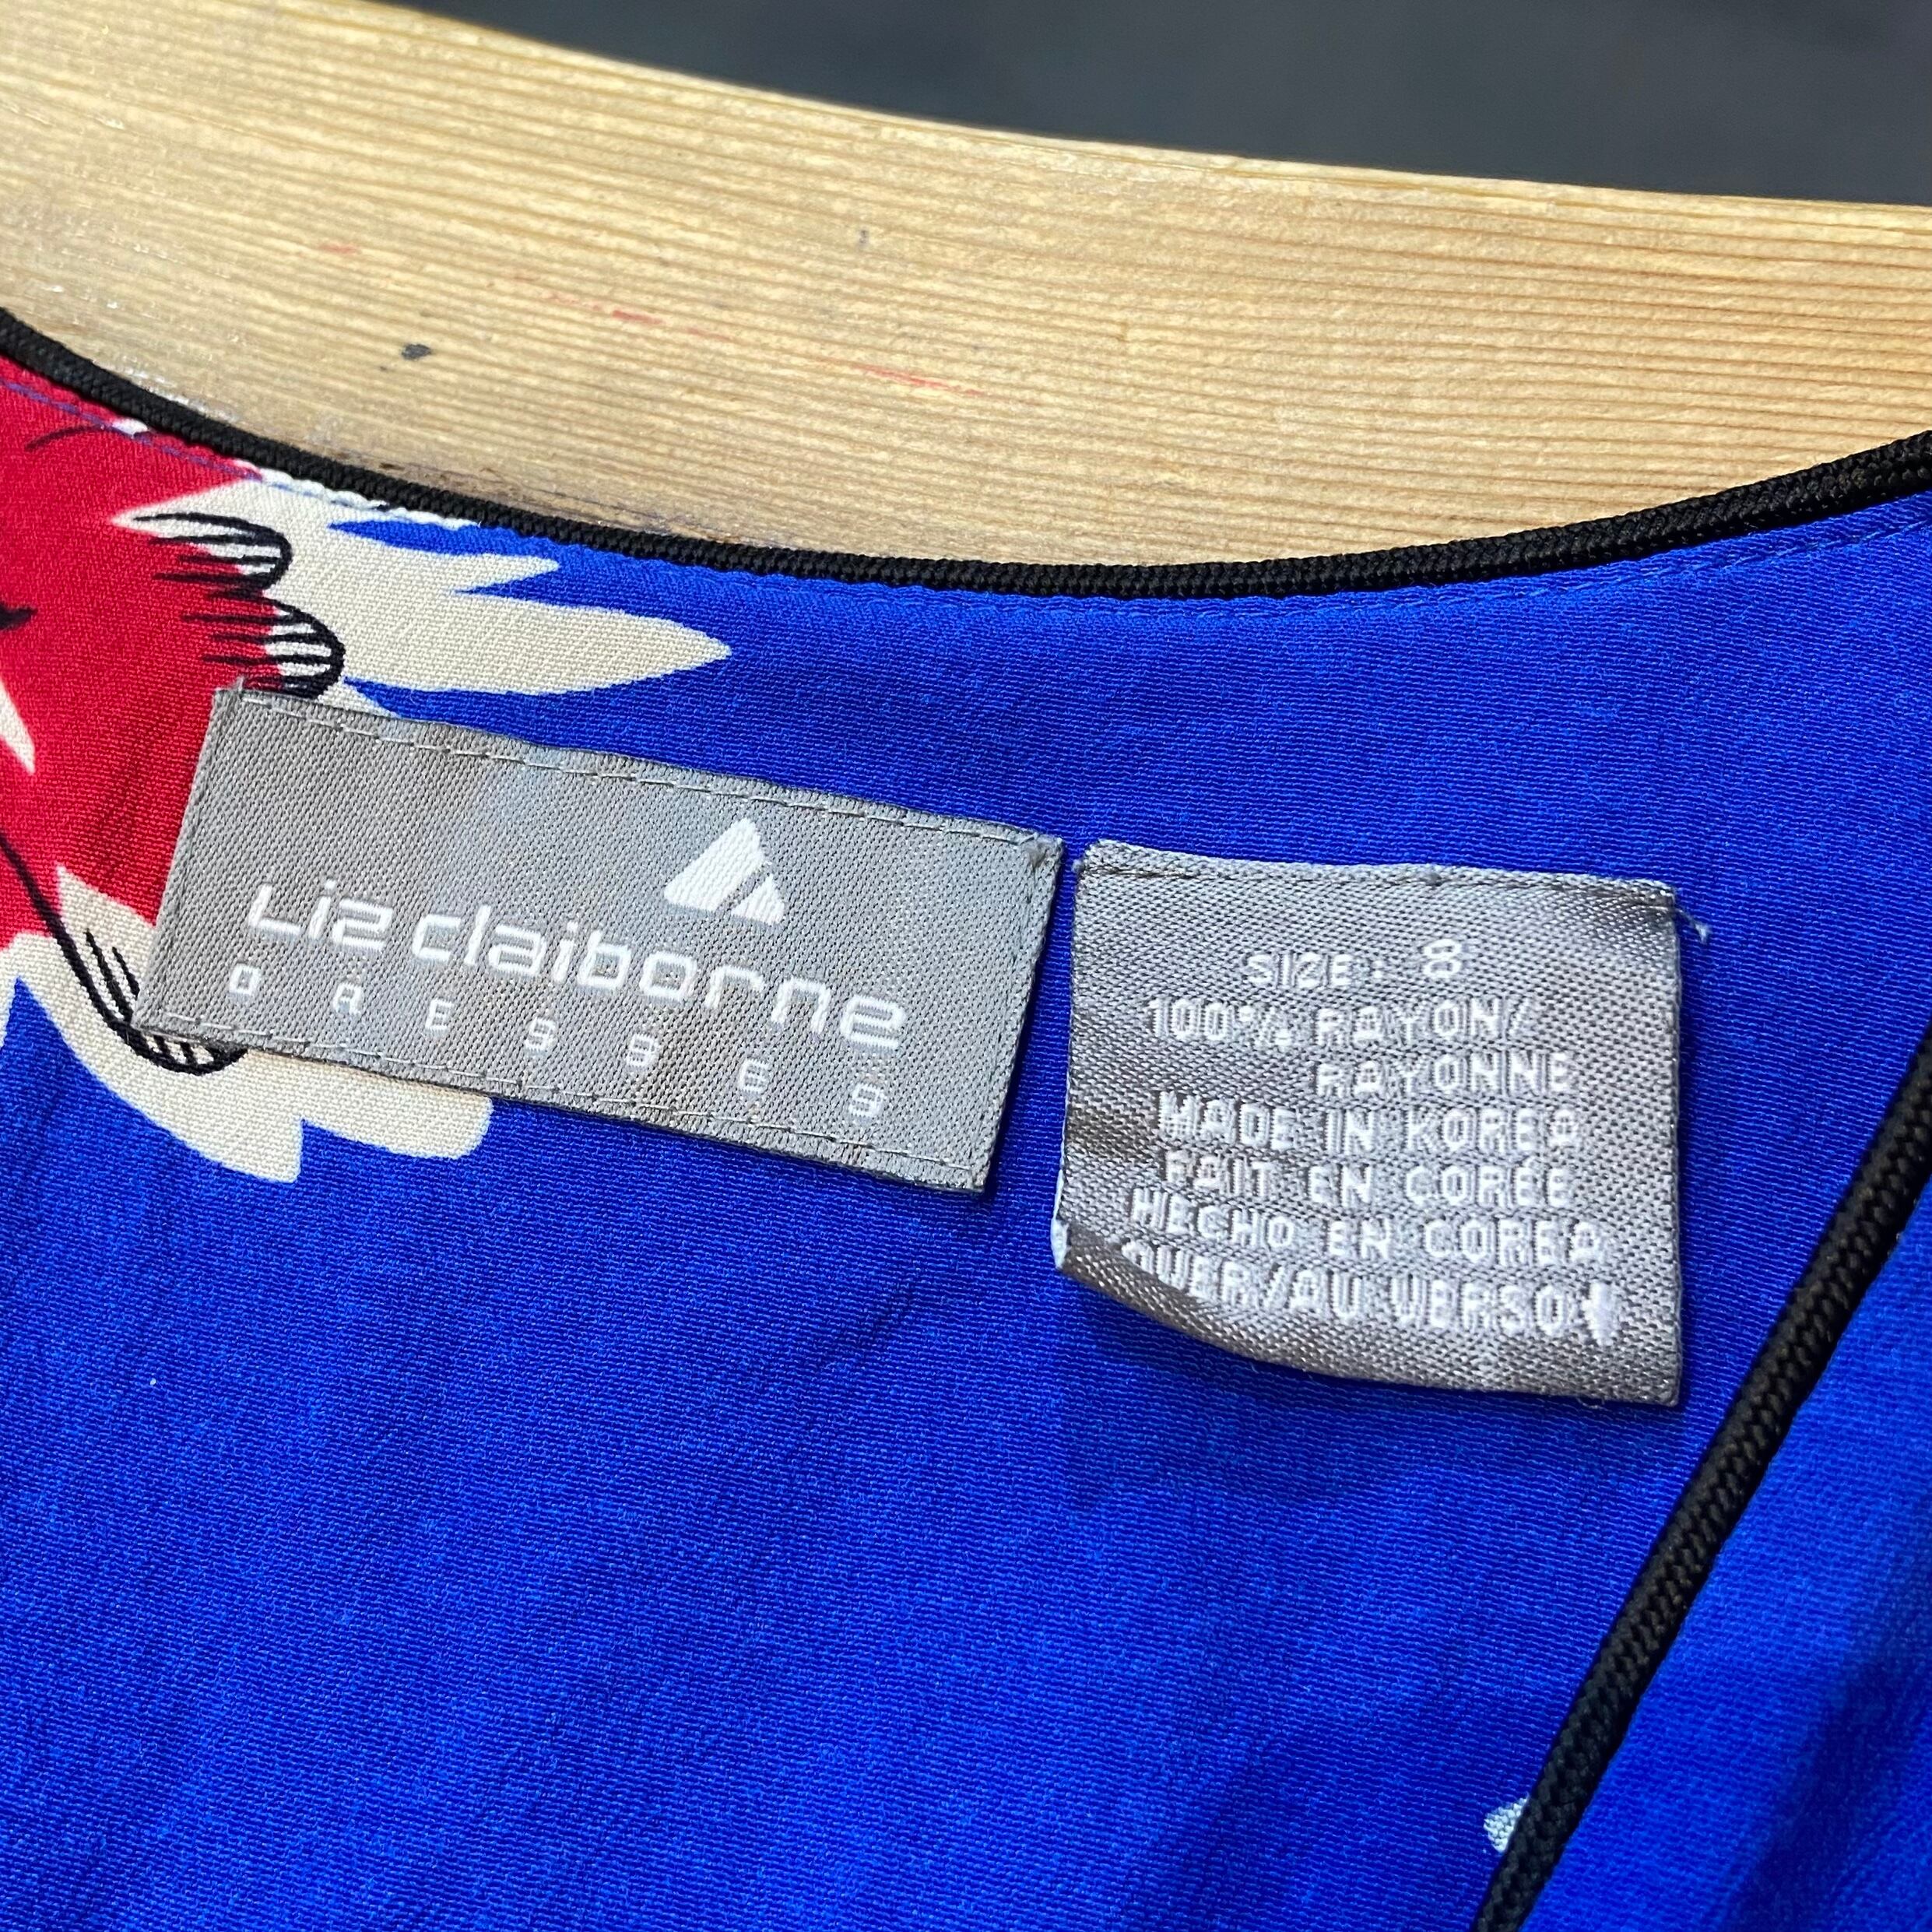 Liz claiborne
DRESSES
SIZE: 8
100% RAYON/
RAYONNE
MADE IN KOREA
FAIT EN CORÉE
HECHO EN COREA
OVER/AU VERSO